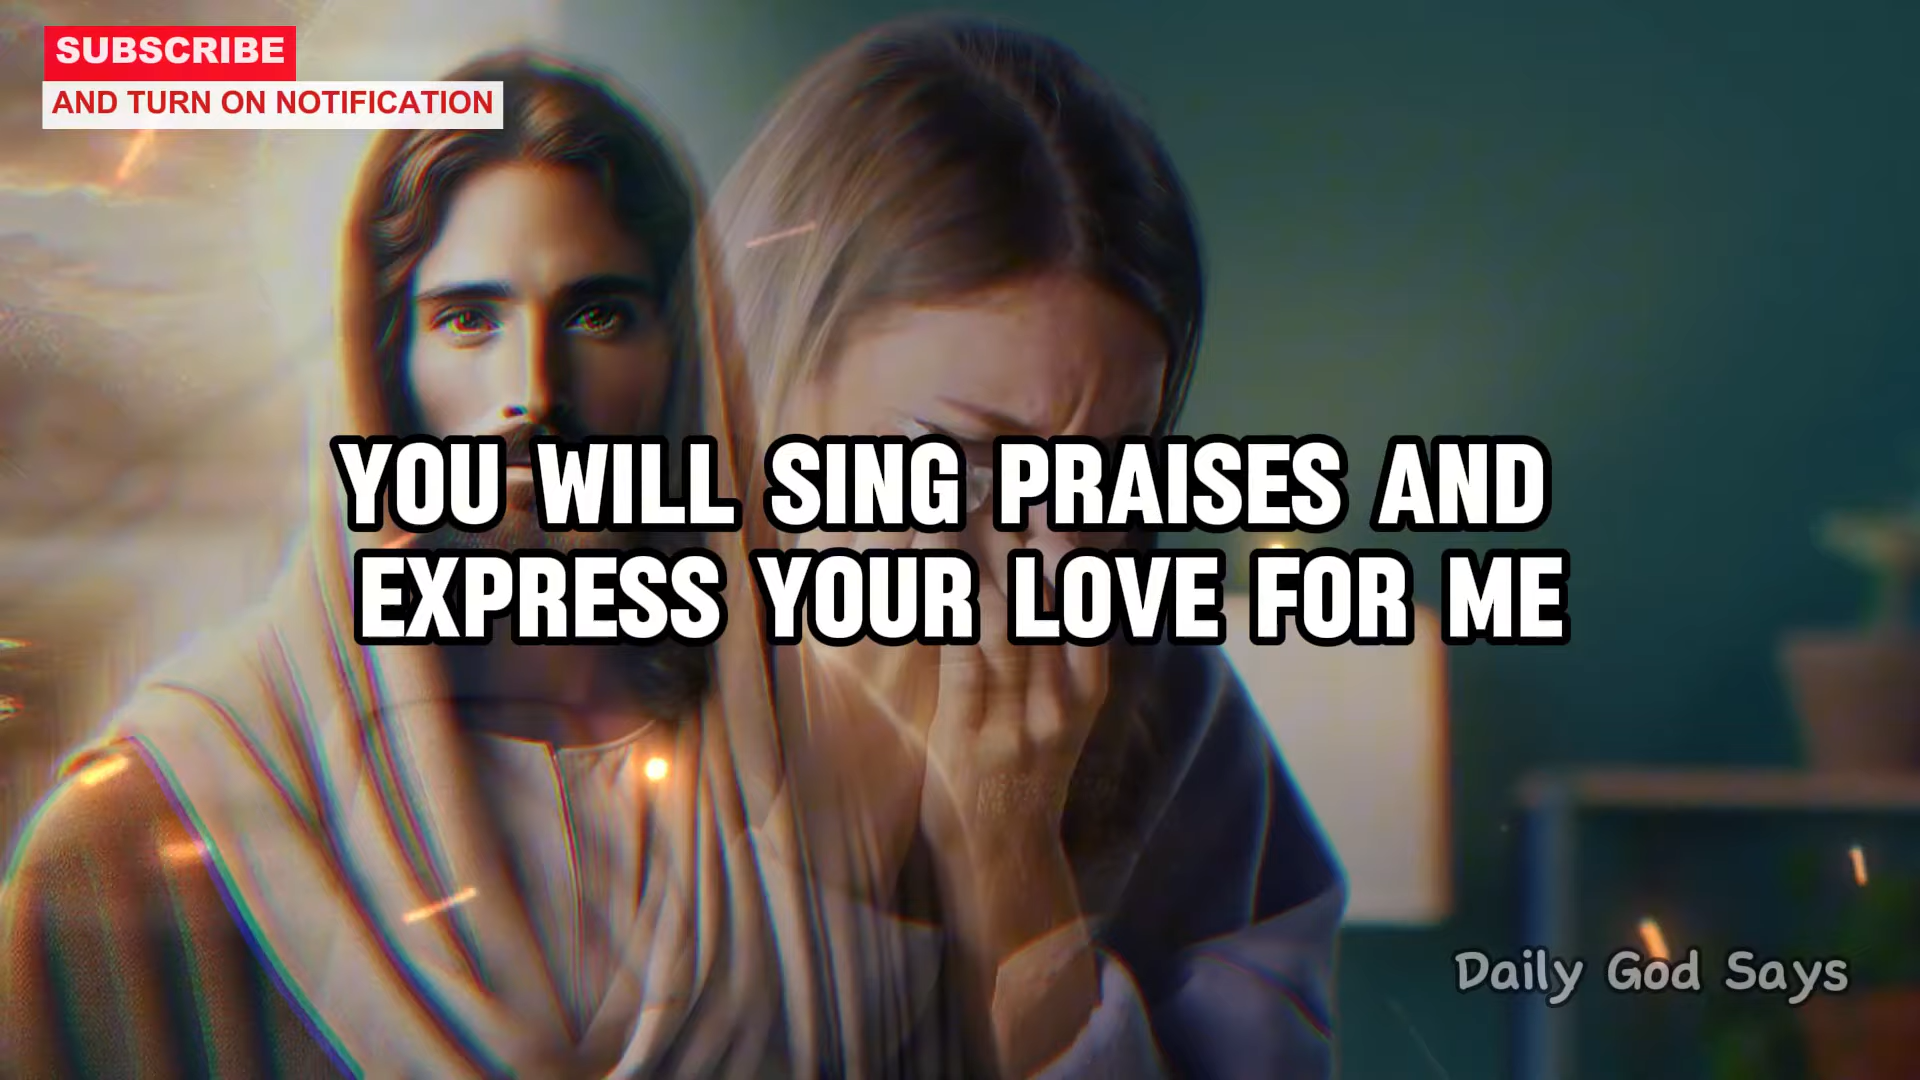 SUBSCRIBE
AND TURN ON NOTIFICATION
YOU WILL SING PRAISES AND
EXPRESS YOUR LOVE FOR ME
Daily God Says